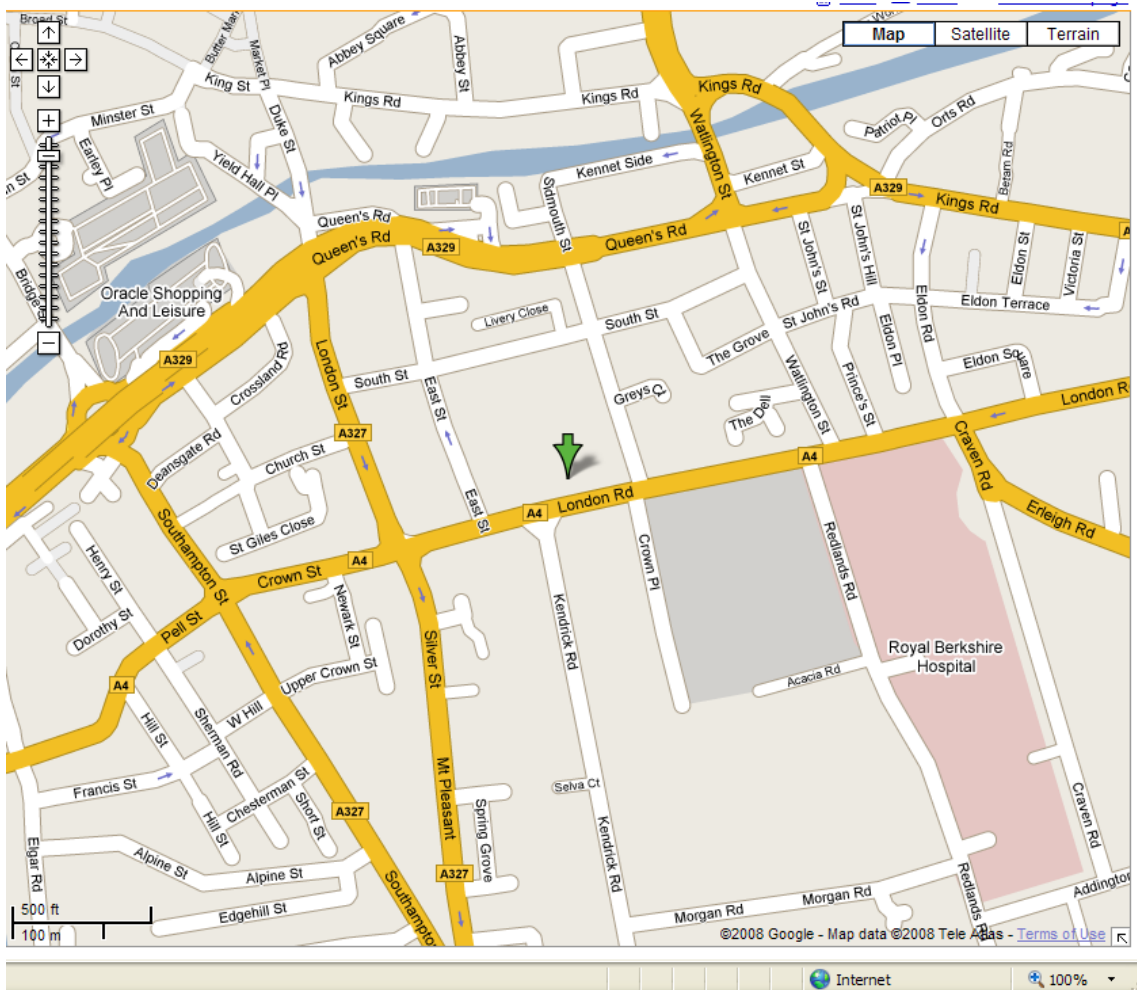 Broad St
Map
Satellite
Terrain
Butter Mar
Market Pl
Abbey Square
Abbey St
King St
Kings Rd
Kings Rd
Kings Rd
Minster St
Duke St
Earley Pl
Yield Hall Pl
Watlington St
Patriot Pl
Orts Rd
Betam Rd
Kennet Side
Kennet St
Sidmouth St
A329
Kings Rd
Queen's Rd
Queen's Rd
A329
Queen's Rd
St John's St
St John's Hill
Eldon Rd
Eldon St
Victoria St
Oracle Shopping
And Leisure
Livery Close
South St
St John's Rd
Eldon Terrace
A329
Crossland Rd
London St
South St
East St
The Grove
Eldon Pl
Eldon Square
Greys Ct
Watlington St
Prince's St
London R
The Dell
Deansgate Rd
Church St
A327
A4
Craven Rd
East St
A4
London Rd
Erleigh Rd
Southampton St
St Giles Close
Henry St
Crown St
A4
Crown Pl
Redlands Rd
Dorothy St
Pell St
Newark St
Kendrick Rd
Silver St
Royal Berkshire
Hospital
Acacia Rd
A4
Upper Crown St
W Hill
Hill St
Sherman Rd
Francis St
Chesterman St
Short St
A327
Mt Pleasant
Selva Ct
Spring Grove
Craven Rd
Hill St
Kendrick Rd
Elgar Rd
Alpine St
Alpine St
A327
Southampton
Edgehill St
Morgan Rd
Morgan Rd
Redlands Rd
Addington
500 ft
100 m
©2008 Google - Map data ©2008 Tele Atlas - Terms of Use
Internet
100%